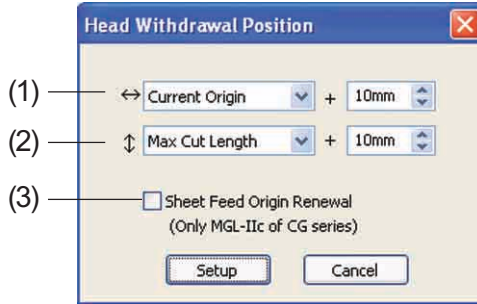 Head Withdrawal Position
(1) ↔ Current Origin + 10mm
(2) ↕ Max Cut Length + 10mm
(3) Sheet Feed Origin Renewal
(Only MGL-IIc of CG series)
Setup Cancel